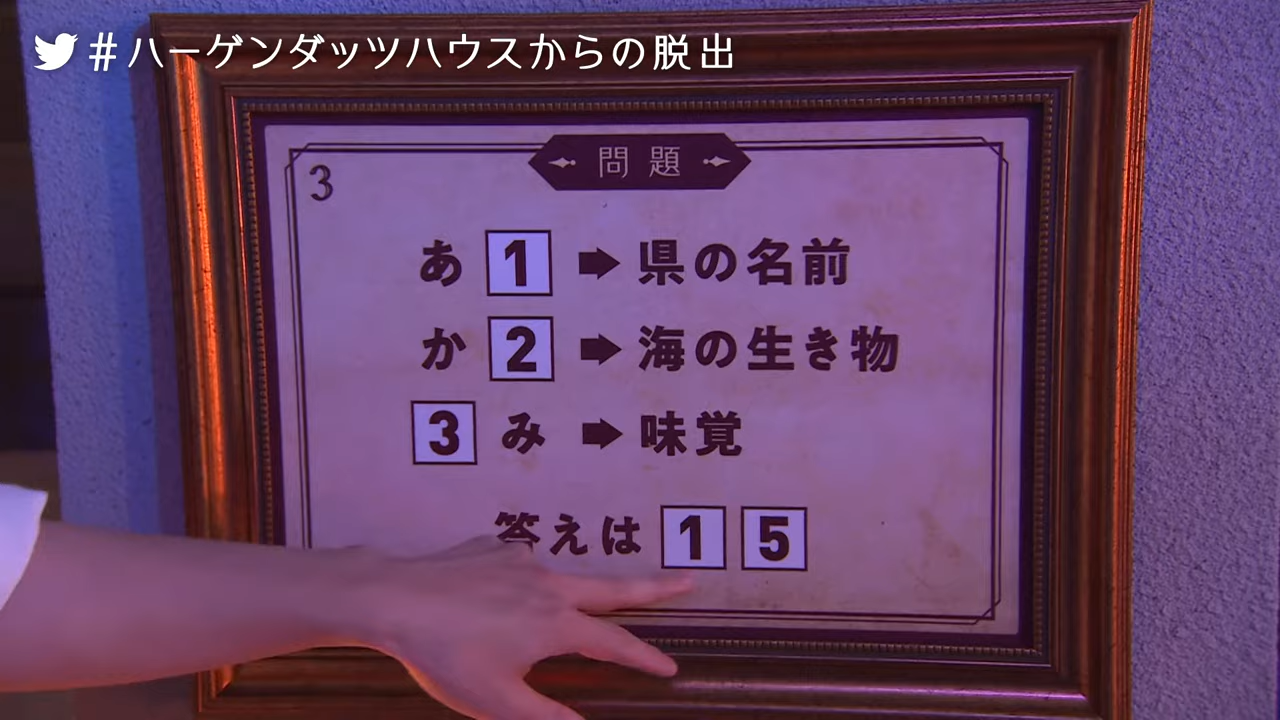 #ハーゲンダッツハウスからの脱出
問題
3
あ 1 ➡ 県の名前
か 2 ➡ 海の生き物
3 み ➡ 味覚
答えは 1 5